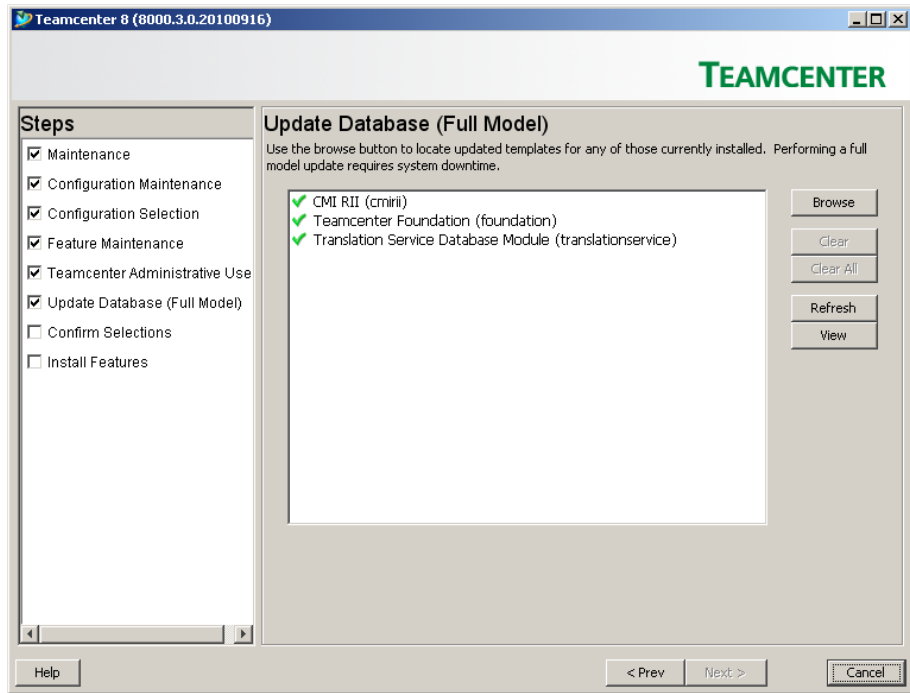 Teamcenter 8 (8000.3.0.20100916)
TEAMCENTER
Steps
Maintenance
Configuration Maintenance
Configuration Selection
Feature Maintenance
Teamcenter Administrative Use
Update Database (Full Model)
Confirm Selections
Install Features
Update Database (Full Model)
Use the browse button to locate updated templates for any of those currently installed. Performing a full
model update requires system downtime.
CMI RII (cmirii)
Teamcenter Foundation (foundation)
Translation Service Database Module (translationservice)
Browse
Clear
Clear All
Refresh
View
Help
< Prev
Next >
Cancel